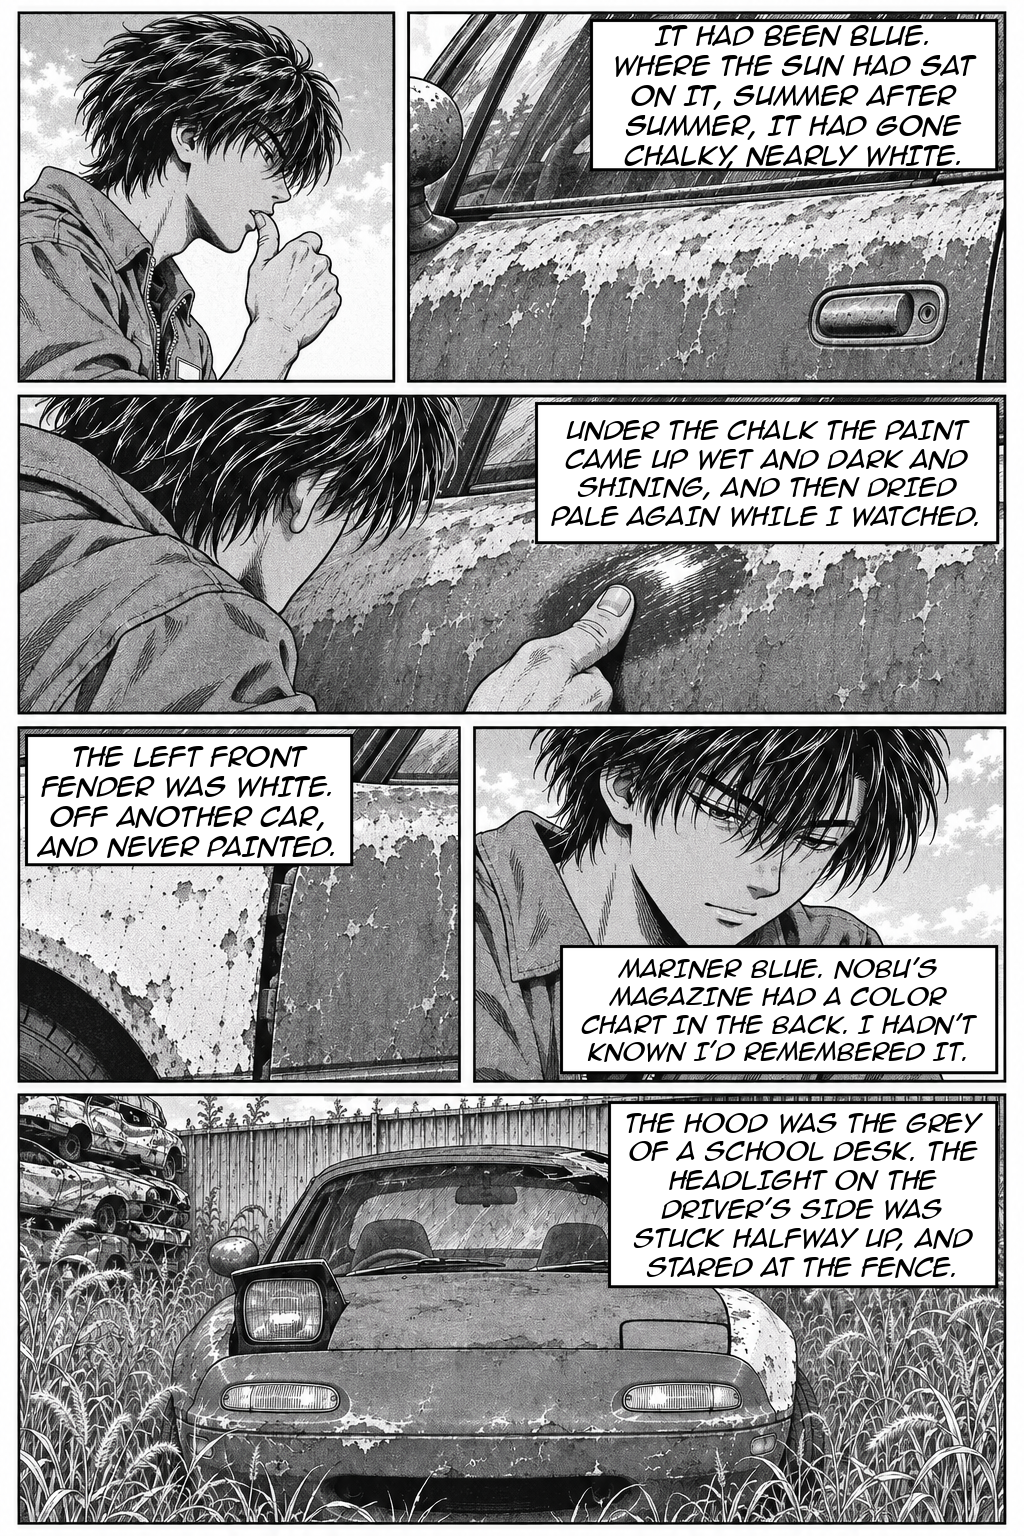 IT HAD BEEN BLUE.
WHERE THE SUN HAD SAT
ON IT, SUMMER AFTER
SUMMER, IT HAD GONE
CHALKY, NEARLY WHITE.
UNDER THE CHALK THE PAINT
CAME UP WET AND DARK AND
SHINING, AND THEN DRIED
PALE AGAIN WHILE I WATCHED.
THE LEFT FRONT
FENDER WAS WHITE.
OFF ANOTHER CAR,
AND NEVER PAINTED.
MARINER BLUE. NOBU'S
MAGAZINE HAD A COLOR
CHART IN THE BACK. I HADN'T
KNOWN I'D REMEMBERED IT.
THE HOOD WAS THE GREY
OF A SCHOOL DESK. THE
HEADLIGHT ON THE
DRIVER'S SIDE WAS
STUCK HALFWAY UP, AND
STARED AT THE FENCE.